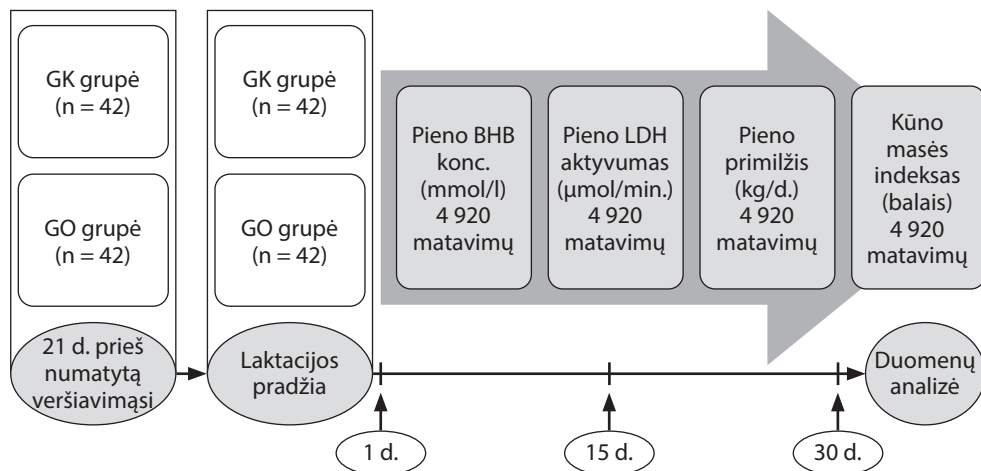 GK grupė
(n = 42)
GO grupė
(n = 42)
21 d. prieš
numatytą
veršiavimąsi
GK grupė
(n = 42)
GO grupė
(n = 42)
Laktacijos
pradžia
Pieno BHB
konc.
(mmol/l)
4 920
matavimų
Pieno LDH
aktyvumas
(μmol/min.)
4 920
matavimų
Pieno
primilžis
(kg/d.)
4 920
matavimų
Kūno
masės
indeksas
(balais)
4 920
matavimų
Duomenų
analizė
1 d.
15 d.
30 d.